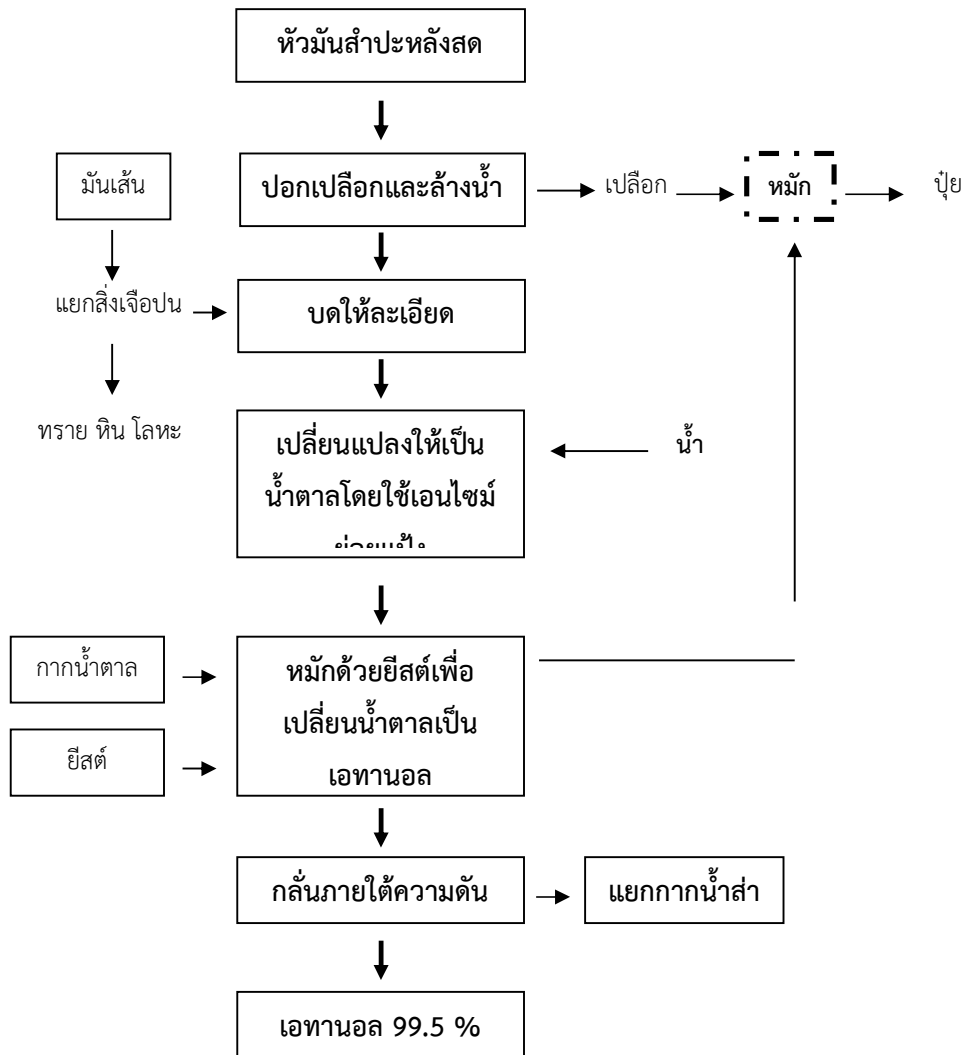 หัวมันสำปะหลังสด
มันเส้น
ปอกเปลือกและล้างน้ำ
เปลือก
หมัก
ปุ๋ย
แยกสิ่งเจือปน
บดให้ละเอียด
ทราย หิน โลหะ
เปลี่ยนแปลงให้เป็น
น้ำตาลโดยใช้เอนไซม์
น้ำ
กากน้ำตาล
หมักด้วยยีสต์เพื่อ
เปลี่ยนน้ำตาลเป็น
เอทานอล
ยีสต์
กลั่นภายใต้ความดัน
แยกกากน้ำส่า
เอทานอล 99.5 %